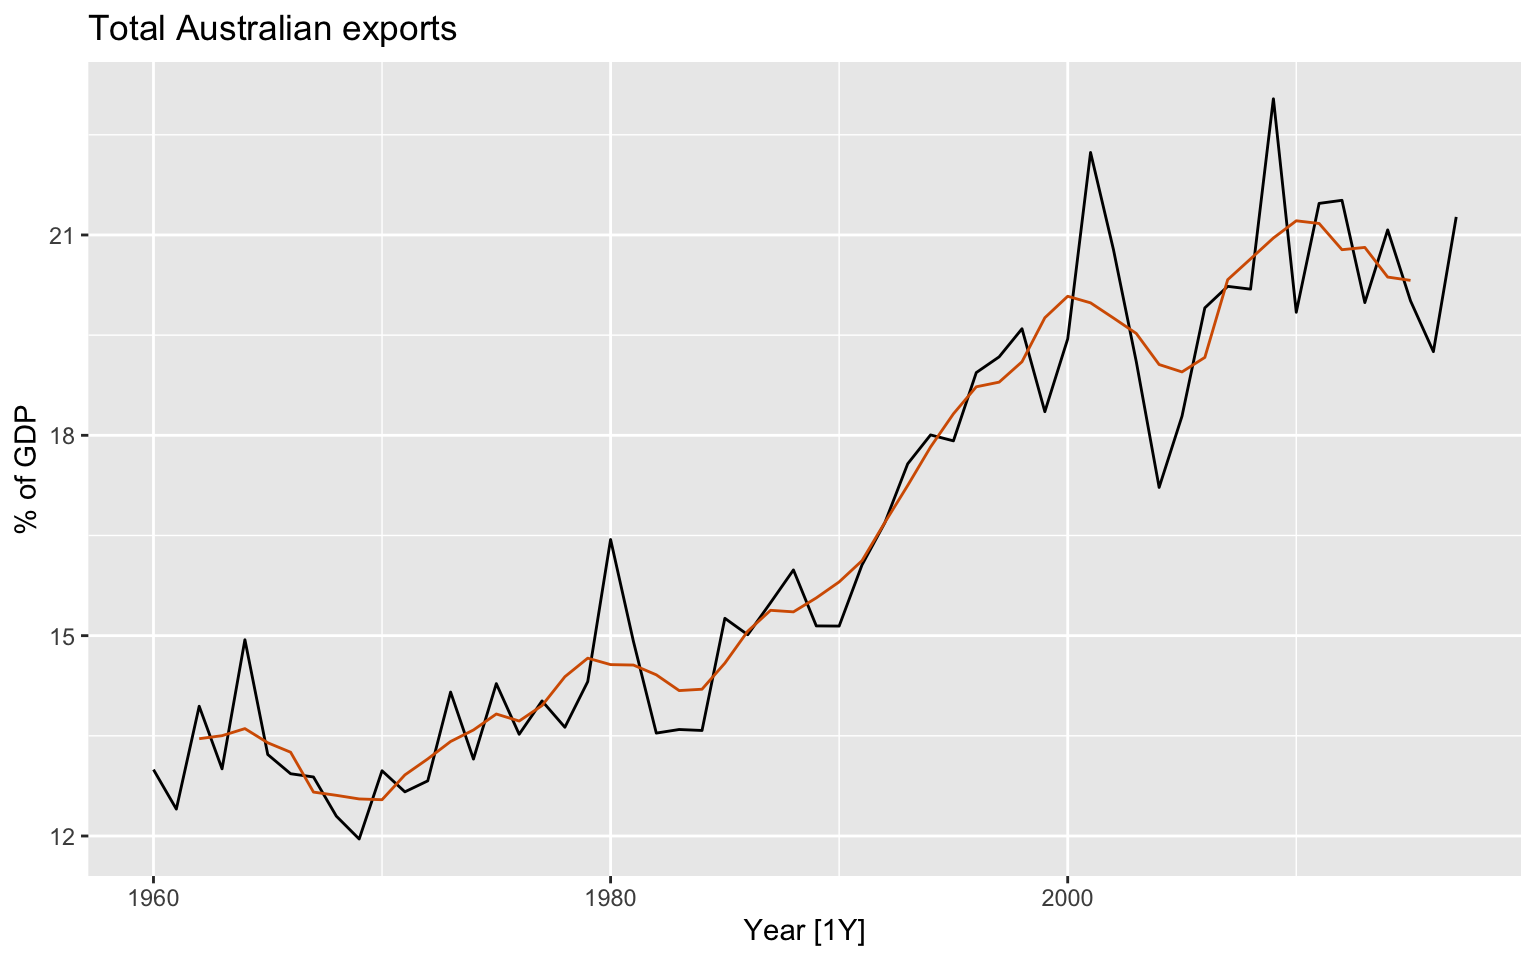 Total Australian exports
% of GDP
21
18
15
12
1960
1980
2000
Year [1Y]